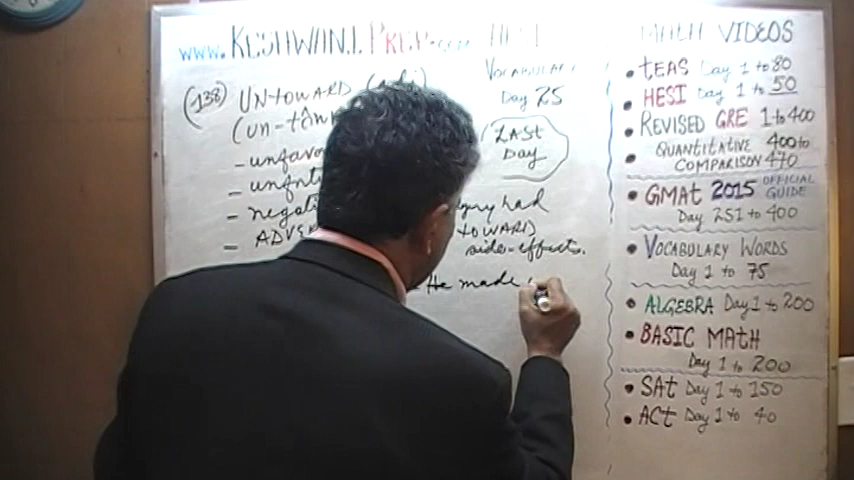 www.KESHWANI PREP.com HESI
VOCABULARY
Day 25
LAST
Day
(138) UNTOWARD (adj)
(un-
- unfavo
- unfort
- negati
- ADVE
had
TOWARD
side-effects.
He made
MATH VIDEOS
• TEAS Day 1 to 80
• HESI Day 1 to 50
• REVISED GRE 1 to 400
• QUANTITATIVE 400 to
COMPARISON 470
• GMAT 2015 OFFICIAL GUIDE
Day 251 to 400
• VOCABULARY WORDS
Day 1 to 75
• ALGEBRA Day 1 to 200
• BASIC MATH
Day 1 to 200
• SAT Day 1 to 150
• ACT Day 1 to 40